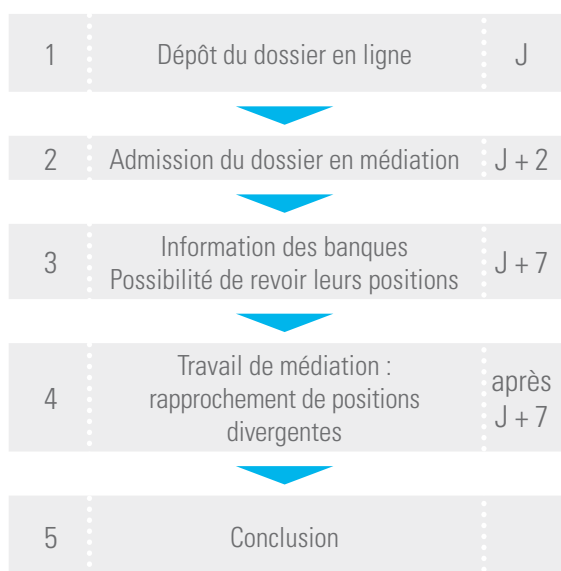 1 Dépôt du dossier en ligne J
2 Admission du dossier en médiation J + 2
3 Information des banques
Possibilité de revoir leurs positions J + 7
4 Travail de médiation :
rapprochement de positions
divergentes après
J + 7
5 Conclusion